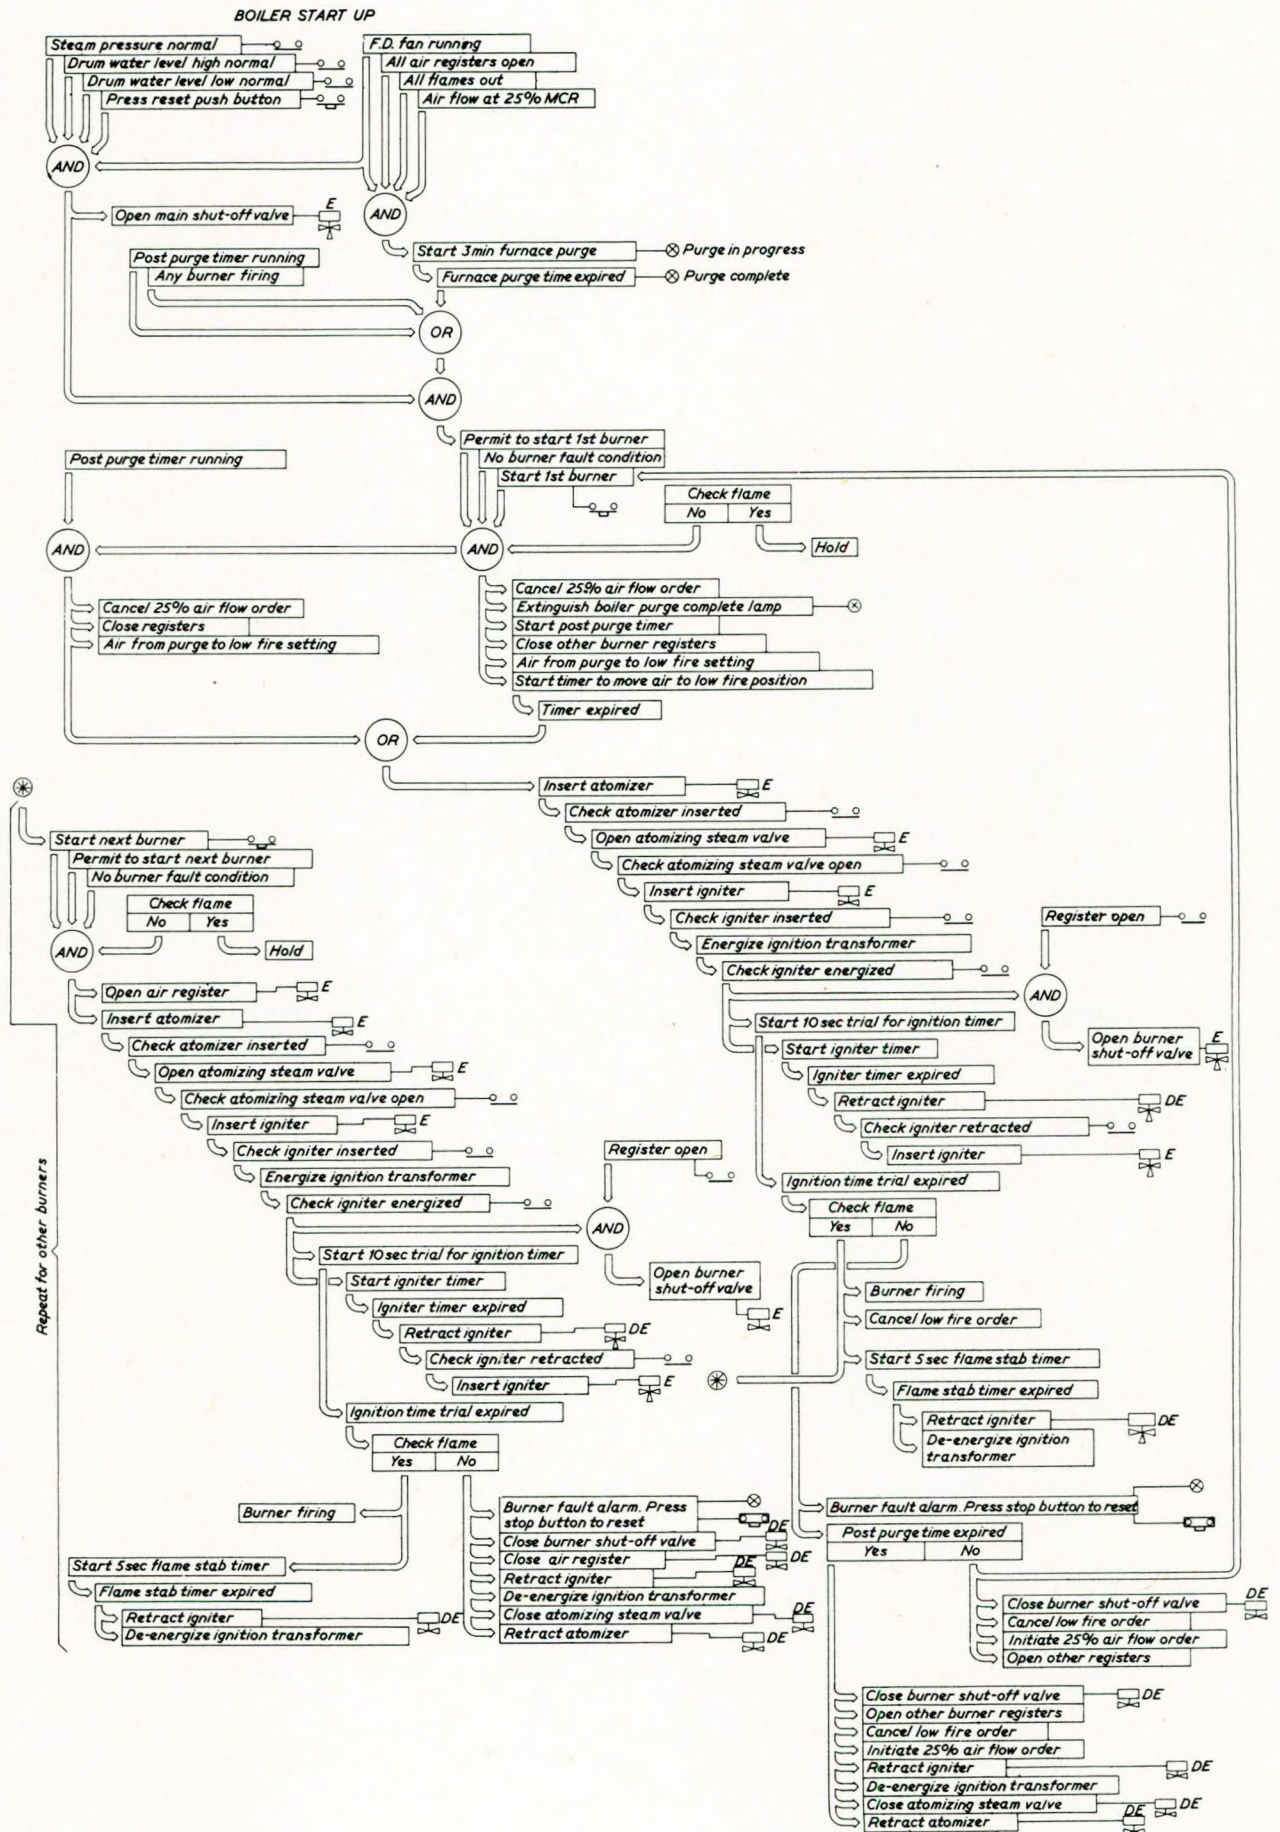 BOILER START UP
Steam pressure normal
Drum water level high normal
Drum water level low normal
Press reset push button
F.D. fan running
All air registers open
All flames out
Air flow at 25% MCR
AND
AND
Open main shut-off valve
E
Start 3min furnace purge
Purge in progress
Post purge timer running
Any burner firing
Furnace purge time expired
Purge complete
OR
AND
Permit to start 1st burner
No burner fault condition
Start 1st burner
Post purge timer running
Check flame
No Yes
Hold
AND
AND
Cancel 25% air flow order
Close registers
Air from purge to low fire setting
Cancel 25% air flow order
Extinguish boiler purge complete lamp
Start post purge timer
Close other burner registers
Air from purge to low fire setting
Start timer to move air to low fire position
Timer expired
OR
Insert atomizer
E
Check atomizer inserted
Open atomizing steam valve
E
Check atomizing steam valve open
Insert igniter
E
Check igniter inserted
Energize ignition transformer
Check igniter energized
Register open
AND
Open burner
shut-off valve
E
Start 10 sec trial for ignition timer
Start igniter timer
Igniter timer expired
Retract igniter
DE
Check igniter retracted
Insert igniter
E
Ignition time trial expired
Check flame
Yes No
Burner firing
Cancel low fire order
Start 5 sec flame stab timer
Flame stab timer expired
Retract igniter
DE
De-energize ignition
transformer
Burner fault alarm. Press stop button to reset
Post purge time expired
Yes No
Close burner shut-off valve
DE
Cancel low fire order
Initiate 25% air flow order
Open other registers
Close burner shut-off valve
DE
Open other burner registers
Cancel low fire order
Initiate 25% air flow order
Retract igniter
DE
De-energize ignition transformer
Close atomizing steam valve
DE
Retract atomizer
DE
Start next burner
Permit to start next burner
No burner fault condition
Check flame
No Yes
Hold
AND
Open air register
E
Insert atomizer
E
Check atomizer inserted
Open atomizing steam valve
E
Check atomizing steam valve open
Insert igniter
E
Check igniter inserted
Energize ignition transformer
Check igniter energized
Register open
AND
Open burner
shut-off valve
E
Start 10 sec trial for ignition timer
Start igniter timer
Igniter timer expired
Retract igniter
DE
Check igniter retracted
Insert igniter
E
Ignition time trial expired
Check flame
Yes No
Burner firing
Start 5sec flame stab timer
Flame stab timer expired
Retract igniter
DE
De-energize ignition transformer
Burner fault alarm. Press
stop button to reset
DE
Close burner shut-off valve
Close air register
DE
Retract igniter
DE
De-energize ignition transformer
Close atomizing steam valve
DE
Retract atomizer
DE
Repeat for other burners